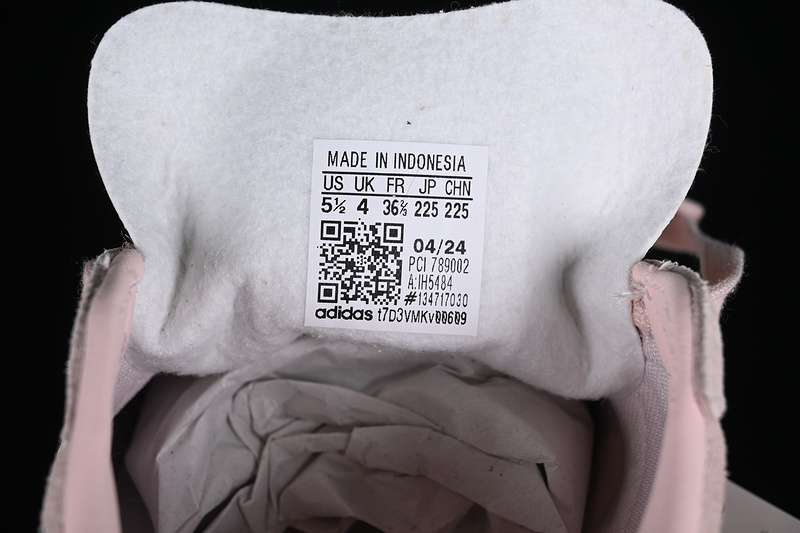 MADE IN INDONESIA
US UK FR JP CHN
5½ 4 36⅔ 225 225
04/24
PCI 789002
A:IH5484
#134717030
adidas t7D3VMKv00609